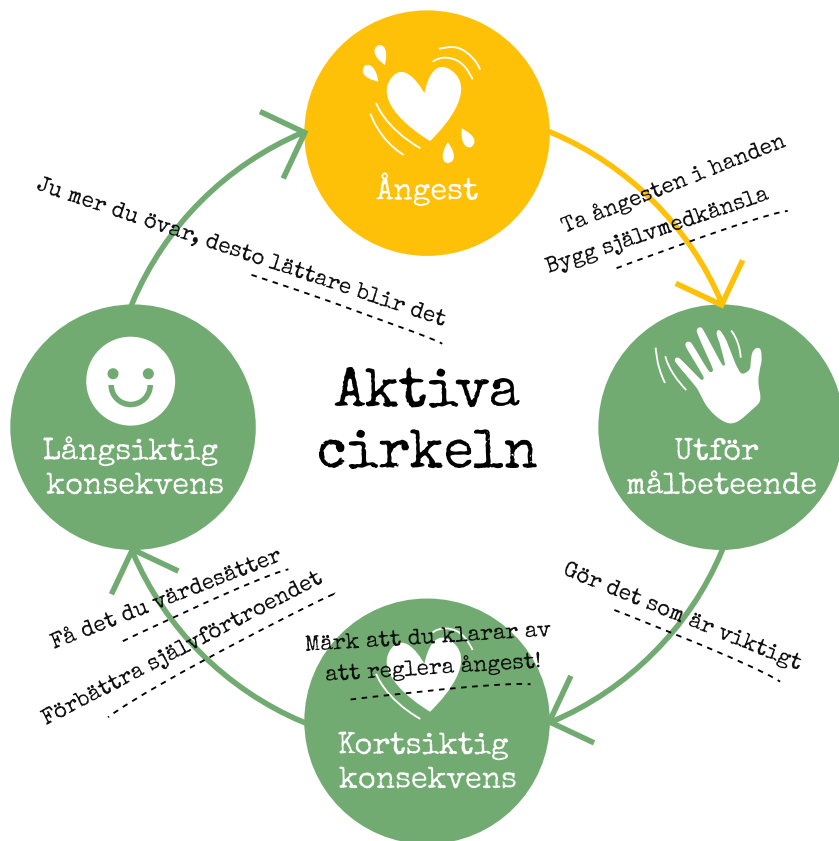 Ångest
Ta ångesten i handen
Bygg självmedkänsla
Ju mer du övar, desto lättare blir det
Aktiva
cirkeln
Utför
målbeteende
Långsiktig
konsekvens
Gör det som är viktigt
Få det du värdesätter
Förbättra självförtroendet
Märk att du klarar av
att reglera ångest!
Kortsiktig
konsekvens